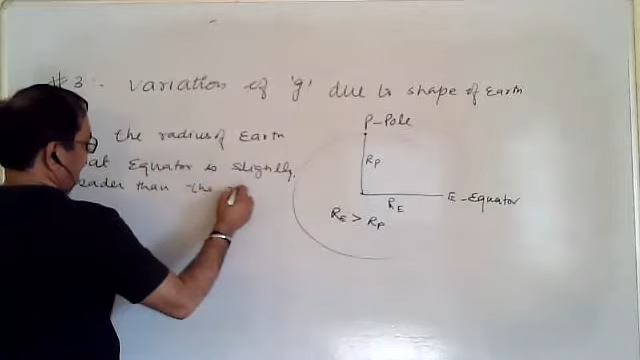 #3:- Variation of 'g' due to shape of Earth
the radius of Earth
at Equator is slightly
than the
P-Pole
Rp
RE
E-Equator
RE > Rp